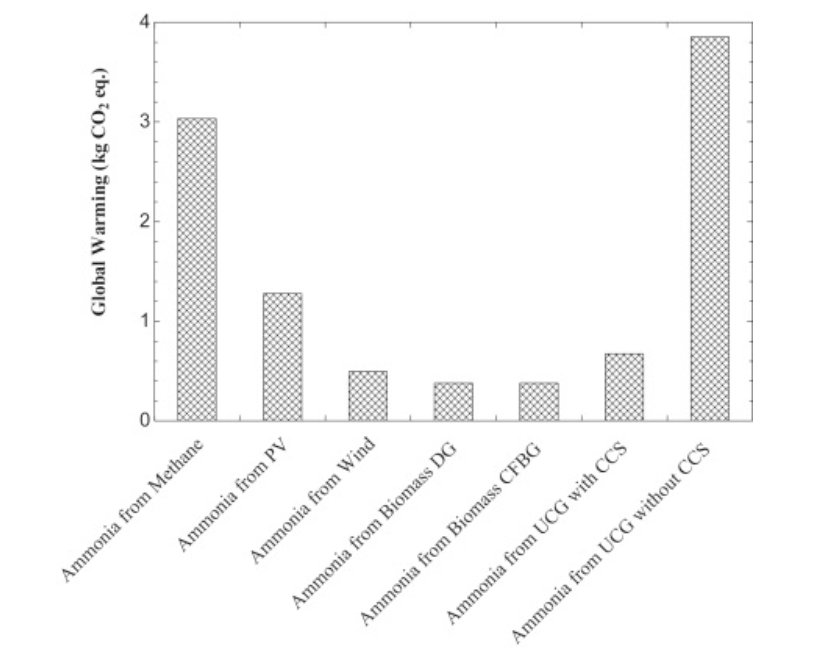 Global Warming (kg CO₂ eq.)
4
3
2
1
0
Ammonia from Methane
Ammonia from PV
Ammonia from Wind
Ammonia from Biomass DG
Ammonia from Biomass CFBG
Ammonia from UCG with CCS
Ammonia from UCG without CCS